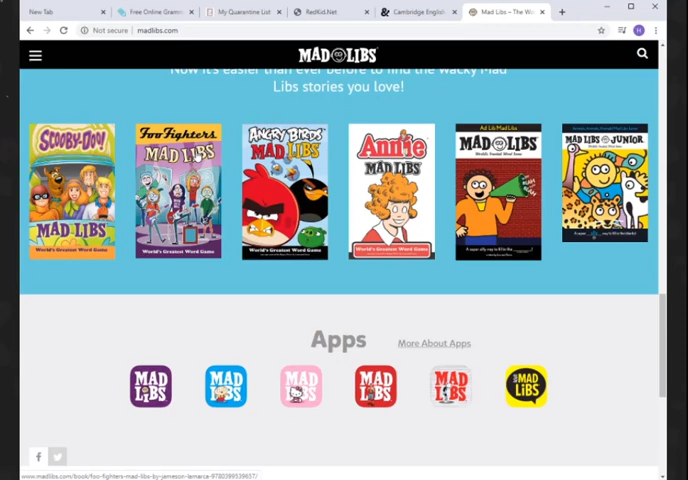 New Tab
Free Online Gramm
My Quarantine List
RedKid.Net
Cambridge English
Mad Libs – The Wo
Not secure | madlibs.com
H
MAD LIBS
Now it's easier than ever before to find the wacky Mad
Libs stories you love!
SCOOBY-DOO!
MAD LIBS
World's Greatest Word Game
Foo Fighters
MAD LIBS
World's Greatest Word Game
ANGRY BIRDS
MAD LIBS
World's Greatest Word Game
Annie
MAD LIBS
World's Greatest Word Game
Ad Lib Mad Libs
MAD LIBS
World's Greatest Word Game
MAD LIBS JUNIOR
Apps
More About Apps
MAD LIBS
MAD LIBS
MAD LIBS
MAD LIBS
MAD LIBS
MAD LIBS
www.madlibs.com/book/foo-fighters-mad-libs-by-jameson-lemarca-9780399539657/